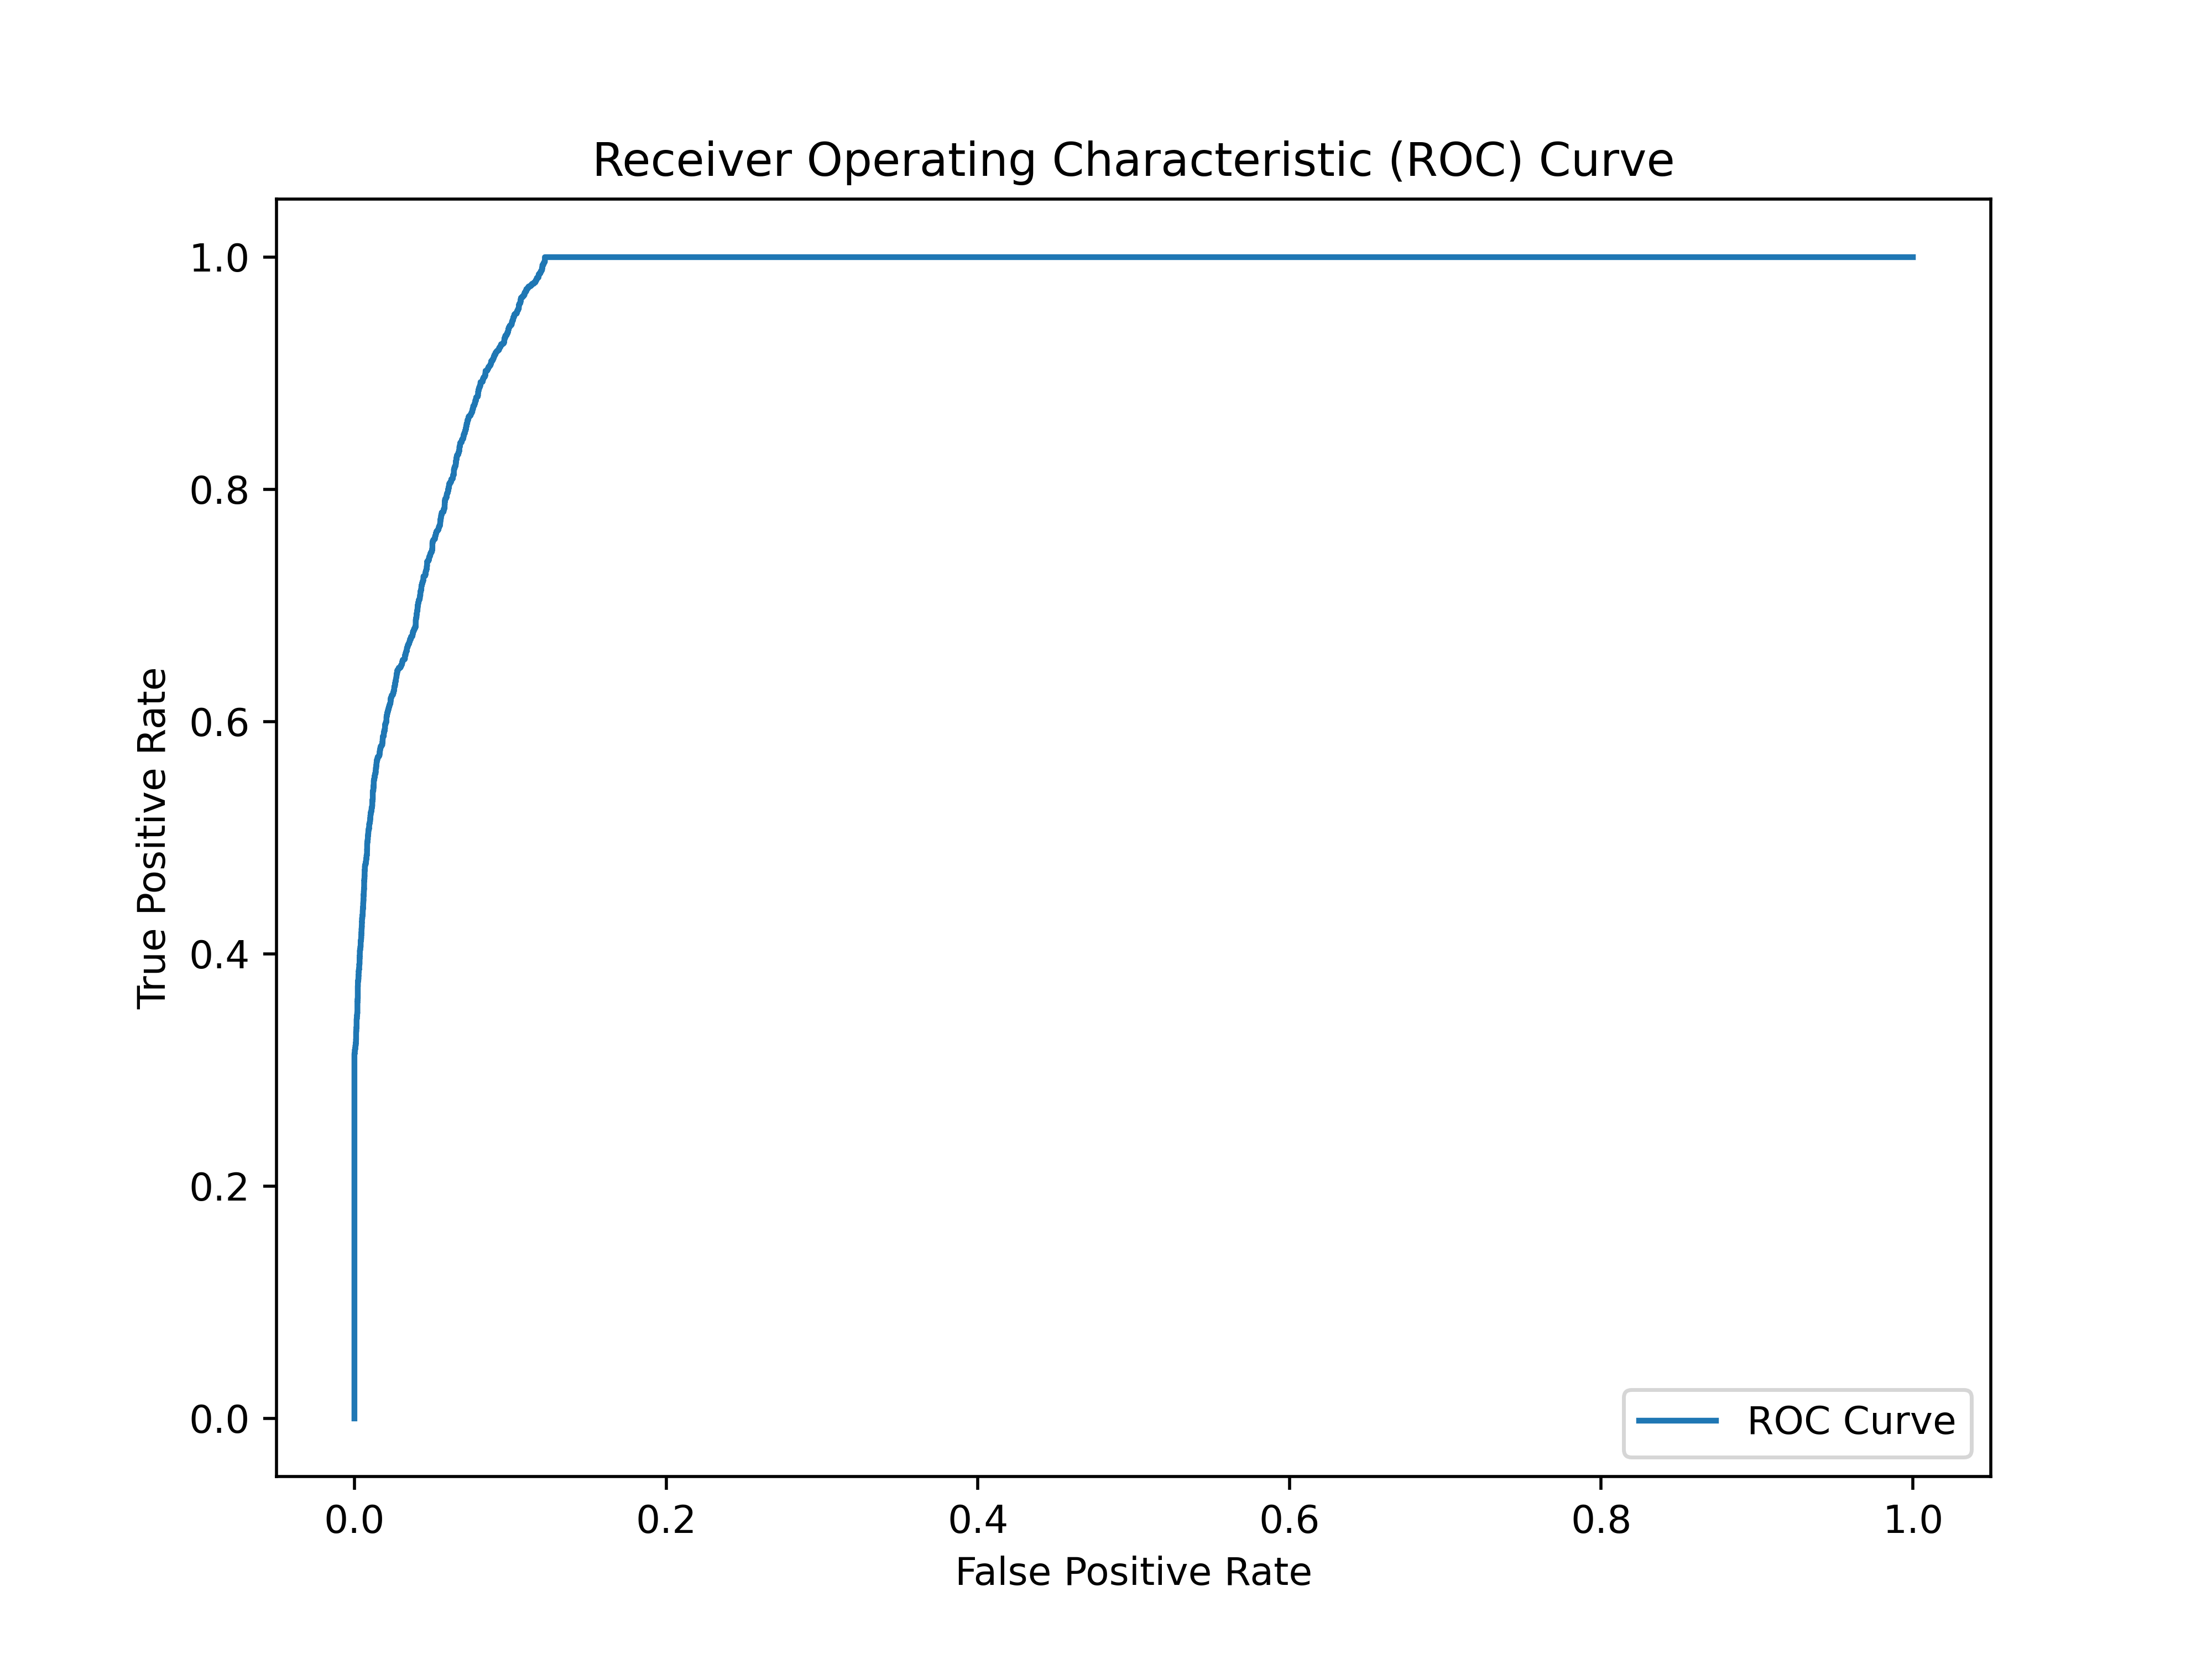 Receiver Operating Characteristic (ROC) Curve
1.0
0.8
0.6
0.4
0.2
0.0
True Positive Rate
0.0 0.2 0.4 0.6 0.8 1.0
False Positive Rate
ROC Curve